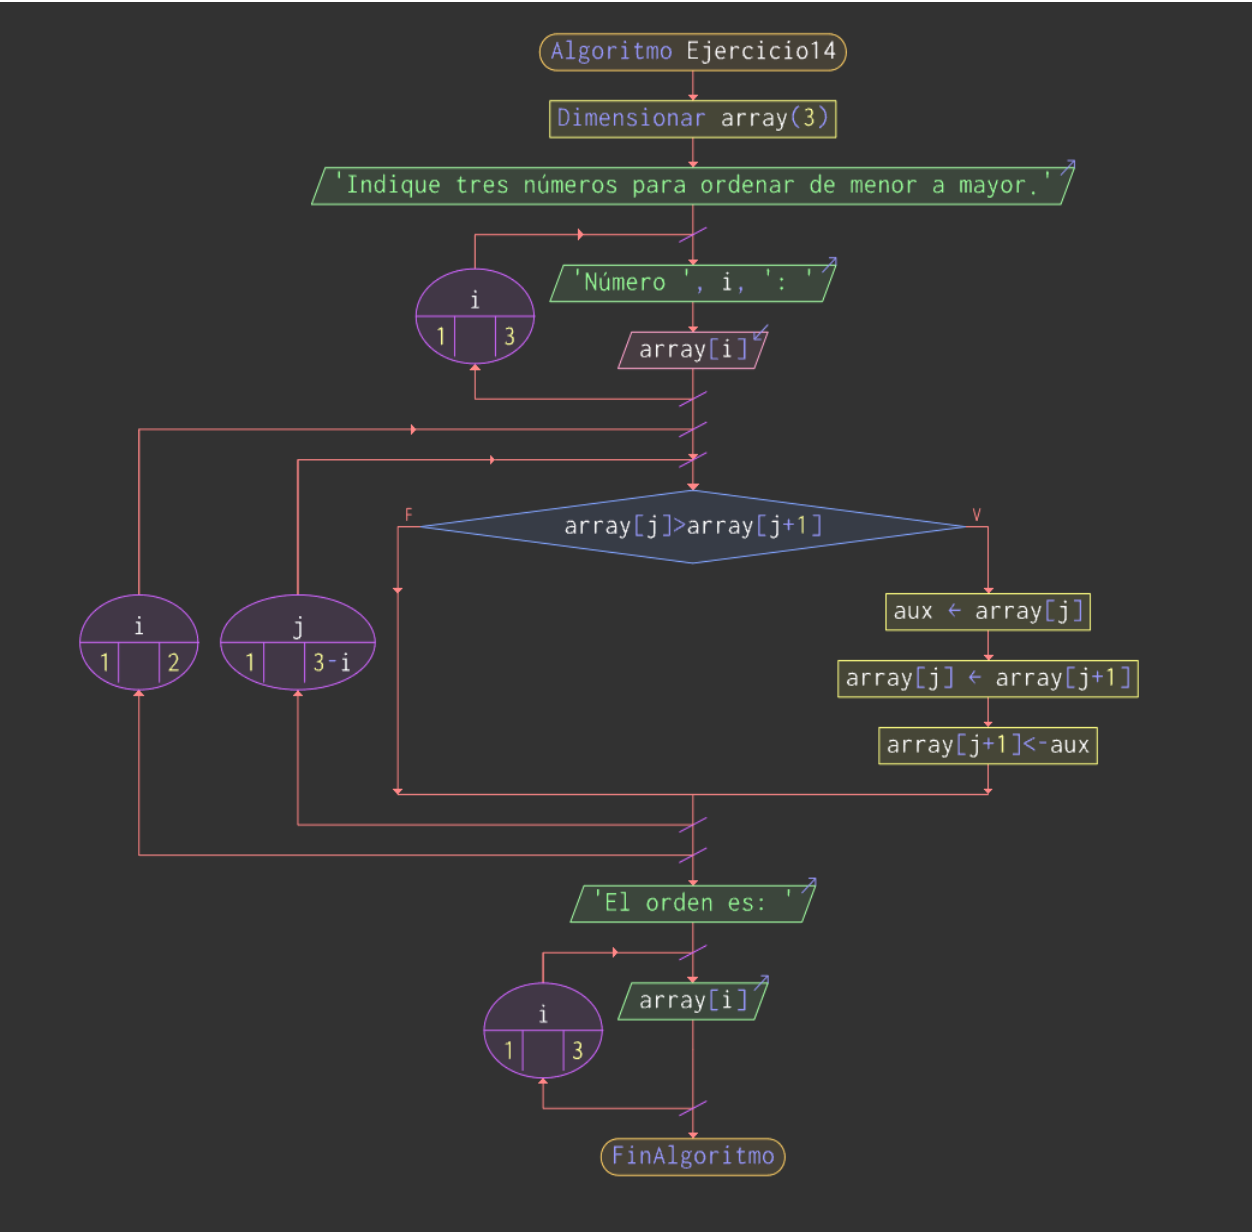 Algoritmo Ejercicio14
Dimensionar array(3)
'Indique tres números para ordenar de menor a mayor.'
i
1 3
'Número ', i, ': '
array[i]
F
array[j]>array[j+1]
V
i
1 2
j
1 3-i
aux ← array[j]
array[j] ← array[j+1]
array[j+1]<-aux
'El orden es: '
i
1 3
array[i]
FinAlgoritmo